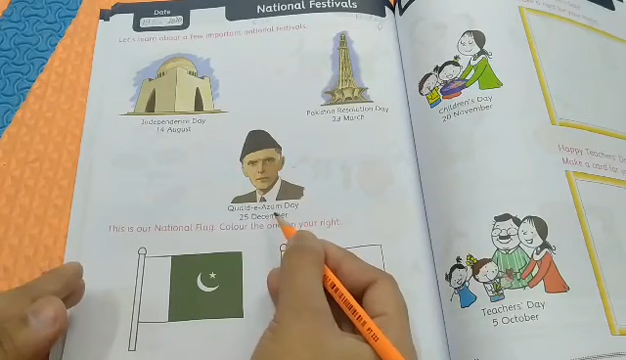 National Festivals
Date
Let's learn about a few important national festivals.
Independence Day
14 August
Pakistan Resolution Day
23 March
Quaid-e-Azam Day
25 December
This is our National Flag. Colour the one on your right.
Children's Day
20 November
Happy Teachers'
Make a card for
Teachers' Day
5 October